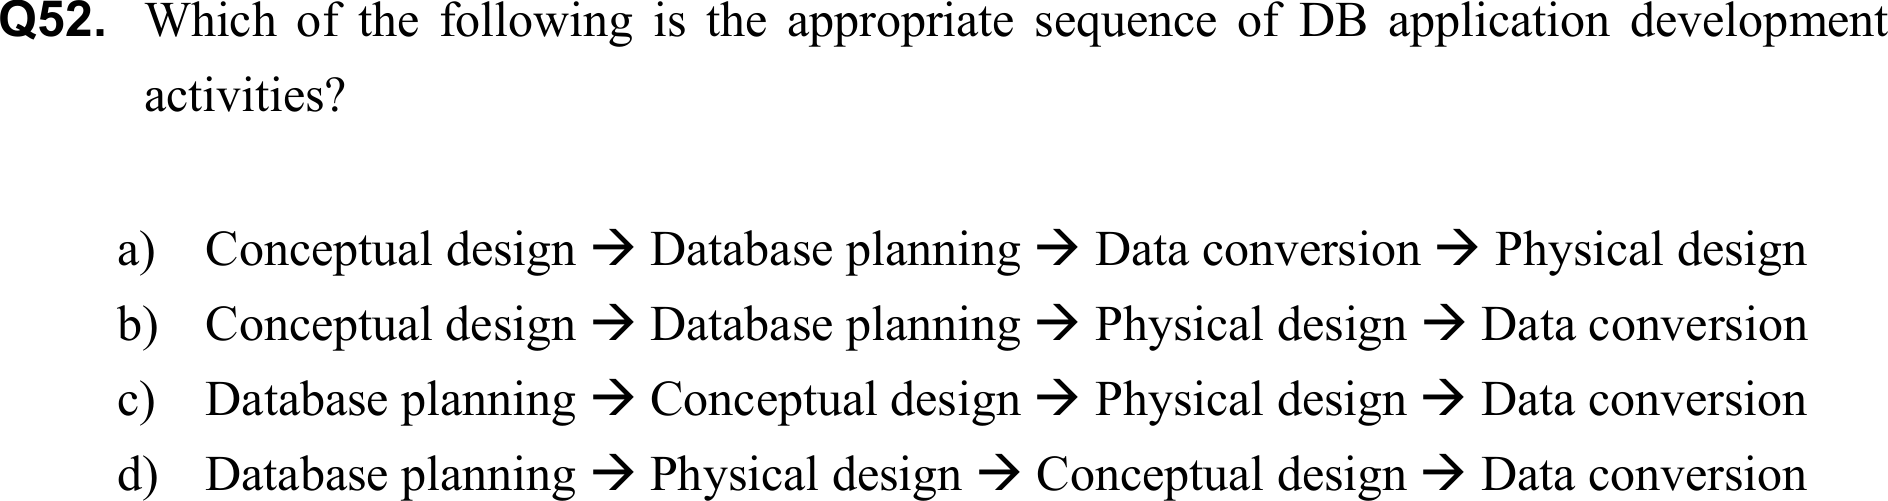 Q52. Which of the following is the appropriate sequence of DB application development
activities?
a) Conceptual design → Database planning → Data conversion → Physical design
b) Conceptual design → Database planning → Physical design → Data conversion
c) Database planning → Conceptual design → Physical design → Data conversion
d) Database planning → Physical design → Conceptual design → Data conversion